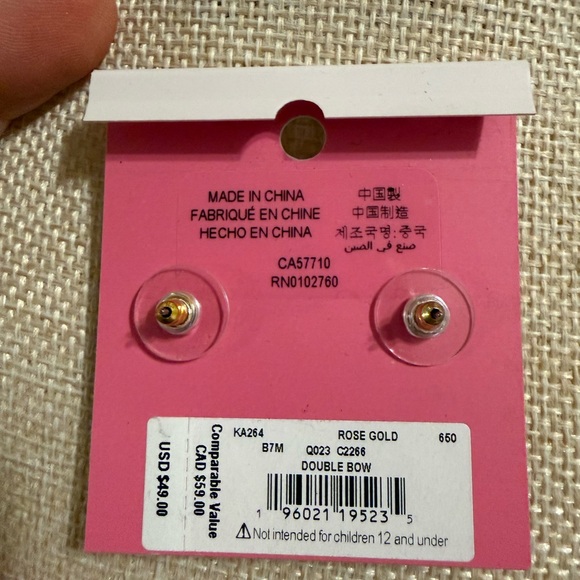 MADE IN CHINA
FABRIQUÉ EN CHINE
HECHO EN CHINA
中国製
中国制造
제조국명:중국
صنع في الصين
CA57710
RN0102760
KA264 ROSE GOLD 650
B7M Q023 C2266
DOUBLE BOW
1 96021 19523 5
⚠Not intended for children 12 and under
Comparable Value
CAD $59.00
USD $49.00